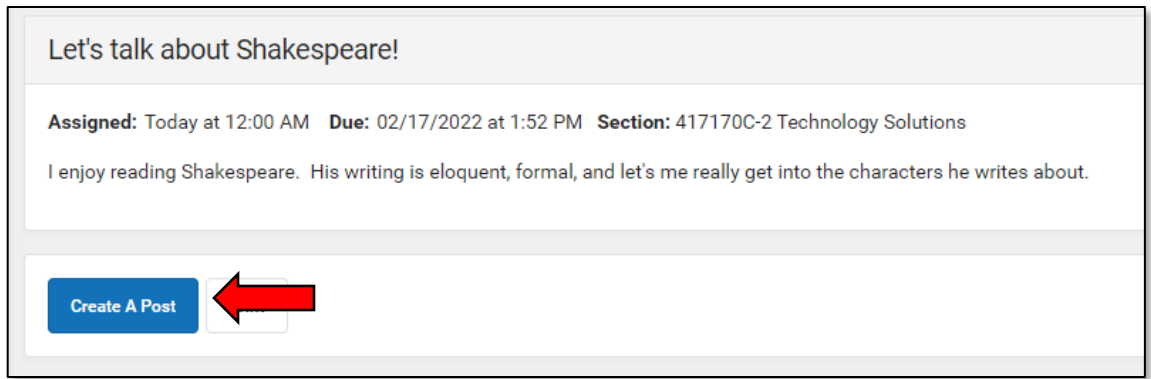 Let's talk about Shakespeare!
Assigned: Today at 12:00 AM Due: 02/17/2022 at 1:52 PM Section: 417170C-2 Technology Solutions
I enjoy reading Shakespeare. His writing is eloquent, formal, and let's me really get into the characters he writes about.
Create A Post